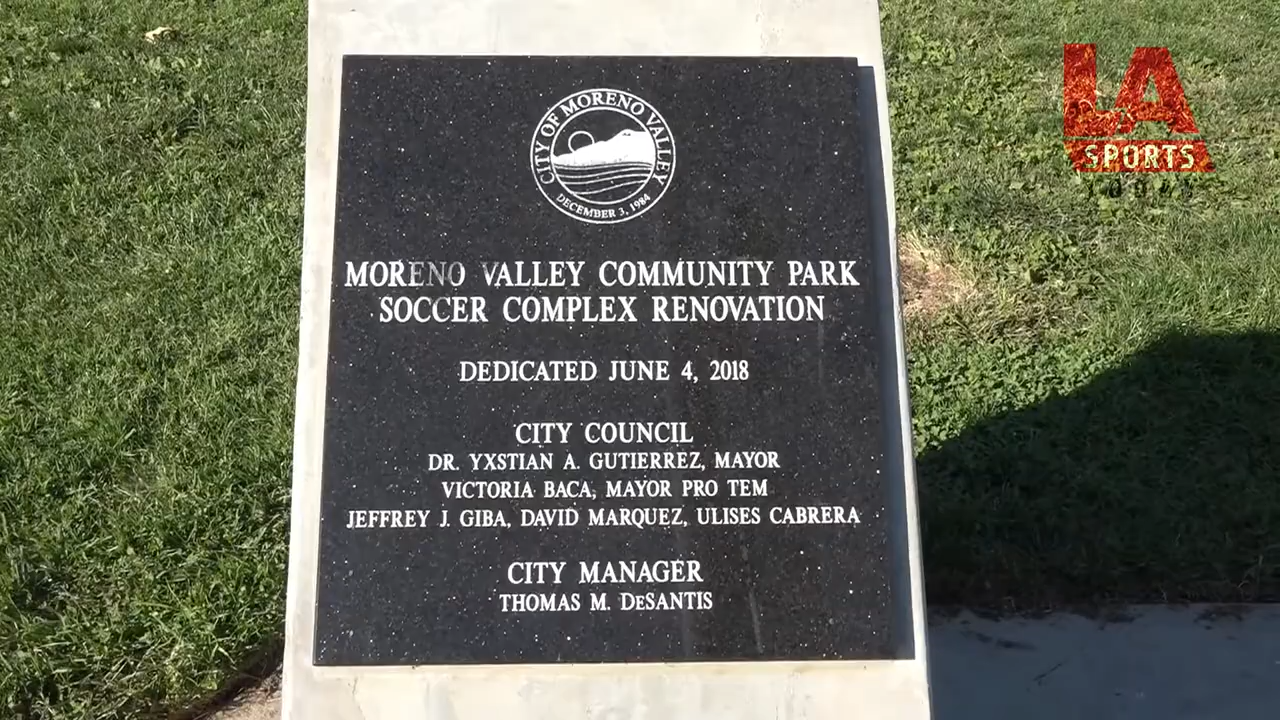 CITY OF MORENO VALLEY
DECEMBER 3, 1984
MORENO VALLEY COMMUNITY PARK
SOCCER COMPLEX RENOVATION
DEDICATED JUNE 4, 2018
CITY COUNCIL
DR. YXSTIAN A. GUTIERREZ, MAYOR
VICTORIA BACA, MAYOR PRO TEM
JEFFREY J. GIBA, DAVID MARQUEZ, ULISES CABRERA
CITY MANAGER
THOMAS M. DeSANTIS
LA
SPORTS